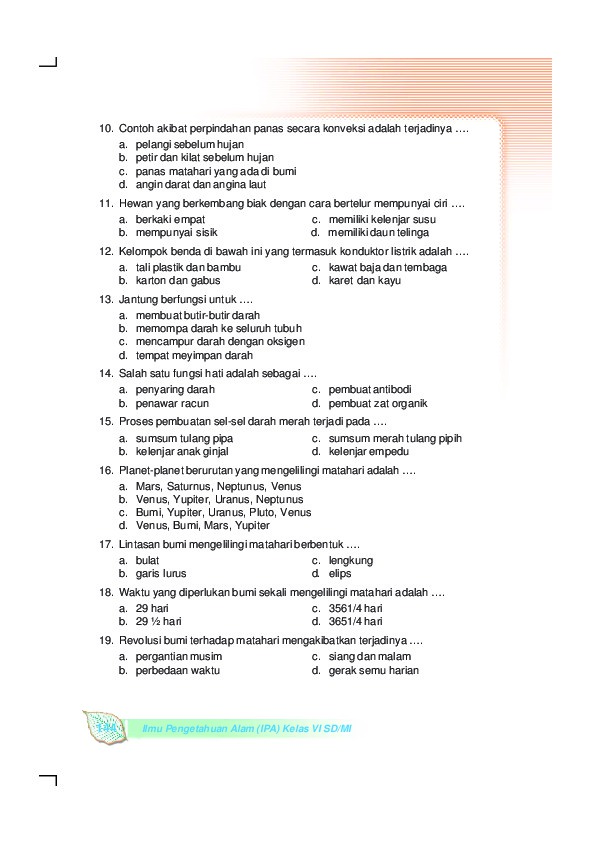 10. Contoh akibat perpindahan panas secara konveksi adalah terjadinya ....
a. pelangi sebelum hujan
b. petir dan kilat sebelum hujan
c. panas matahari yang ada di bumi
d. angin darat dan angina laut
11. Hewan yang berkembang biak dengan cara bertelur mempunyai ciri ....
a. berkaki empat c. memiliki kelenjar susu
b. mempunyai sisik d. memiliki daun telinga
12. Kelompok benda di bawah ini yang termasuk konduktor listrik adalah ....
a. tali plastik dan bambu c. kawat baja dan tembaga
b. karton dan gabus d. karet dan kayu
13. Jantung berfungsi untuk ....
a. membuat butir-butir darah
b. memompa darah ke seluruh tubuh
c. mencampur darah dengan oksigen
d. tempat meyimpan darah
14. Salah satu fungsi hati adalah sebagai ....
a. penyaring darah c. pembuat antibodi
b. penawar racun d. pembuat zat organik
15. Proses pembuatan sel-sel darah merah terjadi pada ....
a. sumsum tulang pipa c. sumsum merah tulang pipih
b. kelenjar anak ginjal d. kelenjar empedu
16. Planet-planet berurutan yang mengelilingi matahari adalah ....
a. Mars, Saturnus, Neptunus, Venus
b. Venus, Yupiter, Uranus, Neptunus
c. Bumi, Yupiter, Uranus, Pluto, Venus
d. Venus, Bumi, Mars, Yupiter
17. Lintasan bumi mengelilingi matahari berbentuk ....
a. bulat c. lengkung
b. garis lurus d. elips
18. Waktu yang diperlukan bumi sekali mengelilingi matahari adalah ....
a. 29 hari c. 3561/4 hari
b. 29 ½ hari d. 3651/4 hari
19. Revolusi bumi terhadap matahari mengakibatkan terjadinya ....
a. pergantian musim c. siang dan malam
b. perbedaan waktu d. gerak semu harian
Ilmu Pengetahuan Alam (IPA) Kelas VI SD/MI